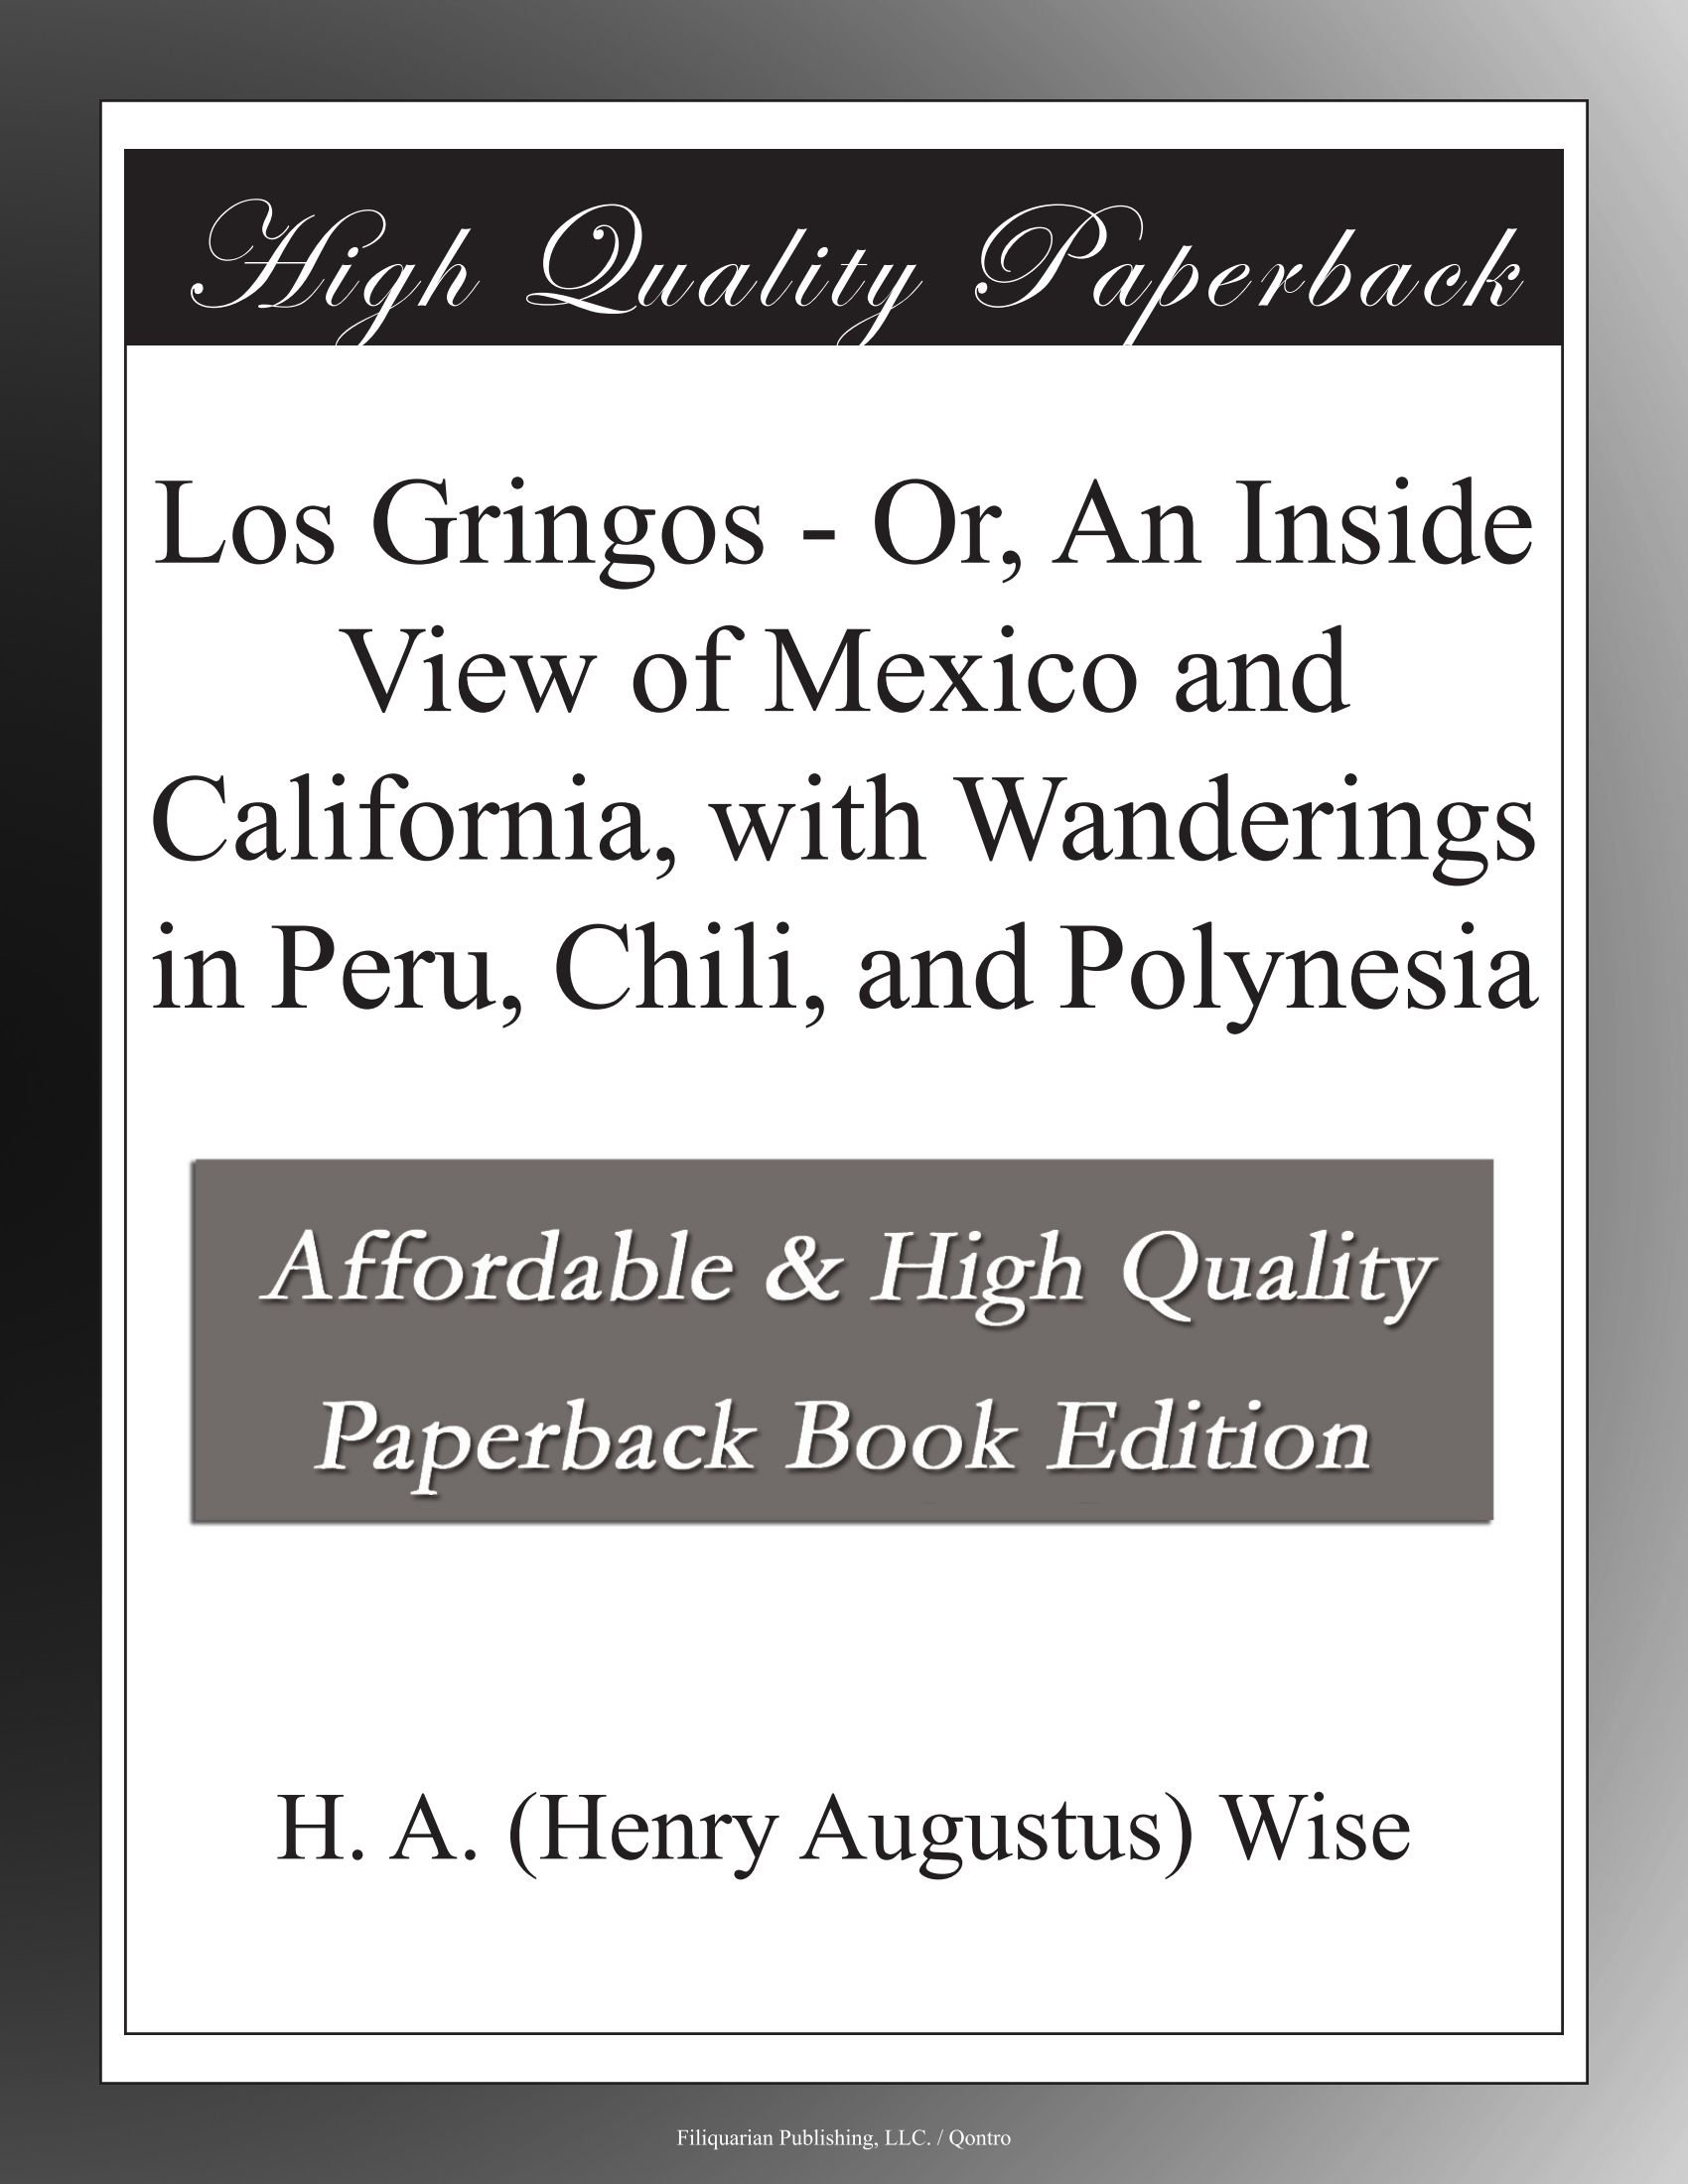 High Quality Paperback
Los Gringos - Or, An Inside
View of Mexico and
California, with Wanderings
in Peru, Chili, and Polynesia
Affordable & High Quality
Paperback Book Edition
H. A. (Henry Augustus) Wise
Filiquarian Publishing, LLC. / Qontro